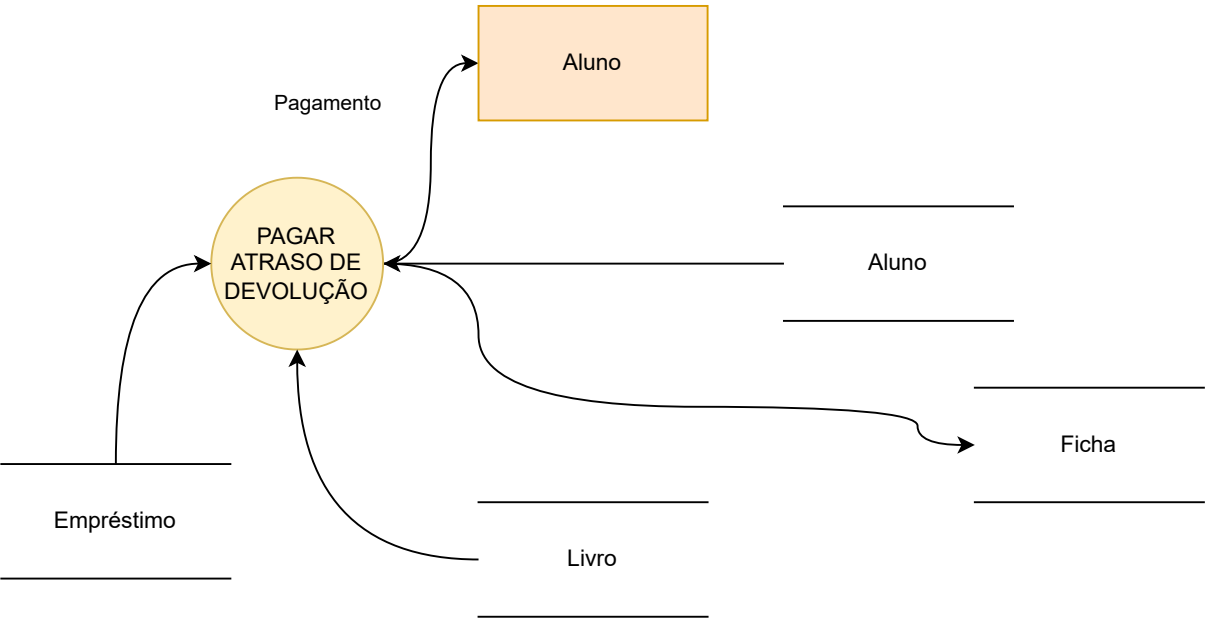 Aluno
Pagamento
PAGAR
ATRASO DE
DEVOLUÇÃO
Aluno
Ficha
Empréstimo
Livro